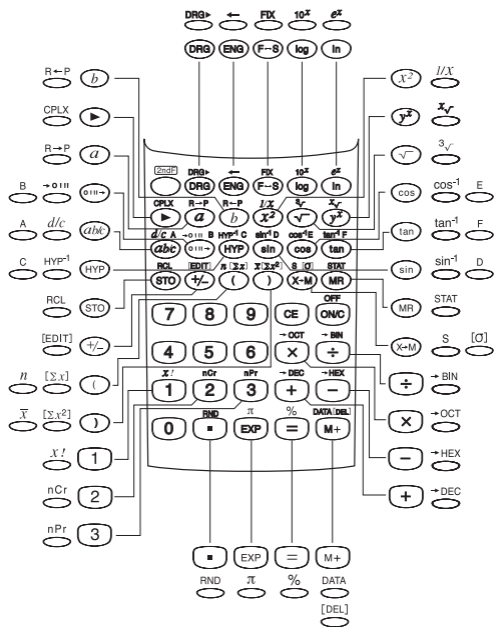 DRG► ← FIX 10ˣ eˣ
DRG ENG F↔S log ln
R←P b x² 1/X
CPLX ► yˣ ˣ√
R→P a √ ³√
B →o'" o'"→ cos cos⁻¹ E
A d/c ab/c tan tan⁻¹ F
C HYP⁻¹ HYP sin sin⁻¹ D
RCL STO MR STAT
[EDIT] +/− X→M S [σ]
n [Σx] ( ÷ →BIN
x̄ [Σx²] ) × →OCT
x! 1 − →HEX
nCr 2 + →DEC
nPr 3
2ndF DRG► ← FIX 10ˣ eˣ
DRG ENG F↔S log ln
CPLX R→P R←P 1/X ³√ ˣ√
► a b x² √ yˣ
d/c A →o'" B HYP⁻¹ C sin⁻¹ D cos⁻¹ E tan⁻¹ F
ab/c o'"→ HYP sin cos tan
RCL [EDIT] n [Σx] x̄ [Σx²] S [σ] STAT
STO +/− ( ) X→M MR
OFF
7 8 9 CE ON/C
→OCT →BIN
4 5 6 × ÷
x! nCr nPr →DEC →HEX
1 2 3 + −
RND π % DATA [DEL]
0 . EXP = M+
. EXP = M+
RND π % DATA
[DEL]